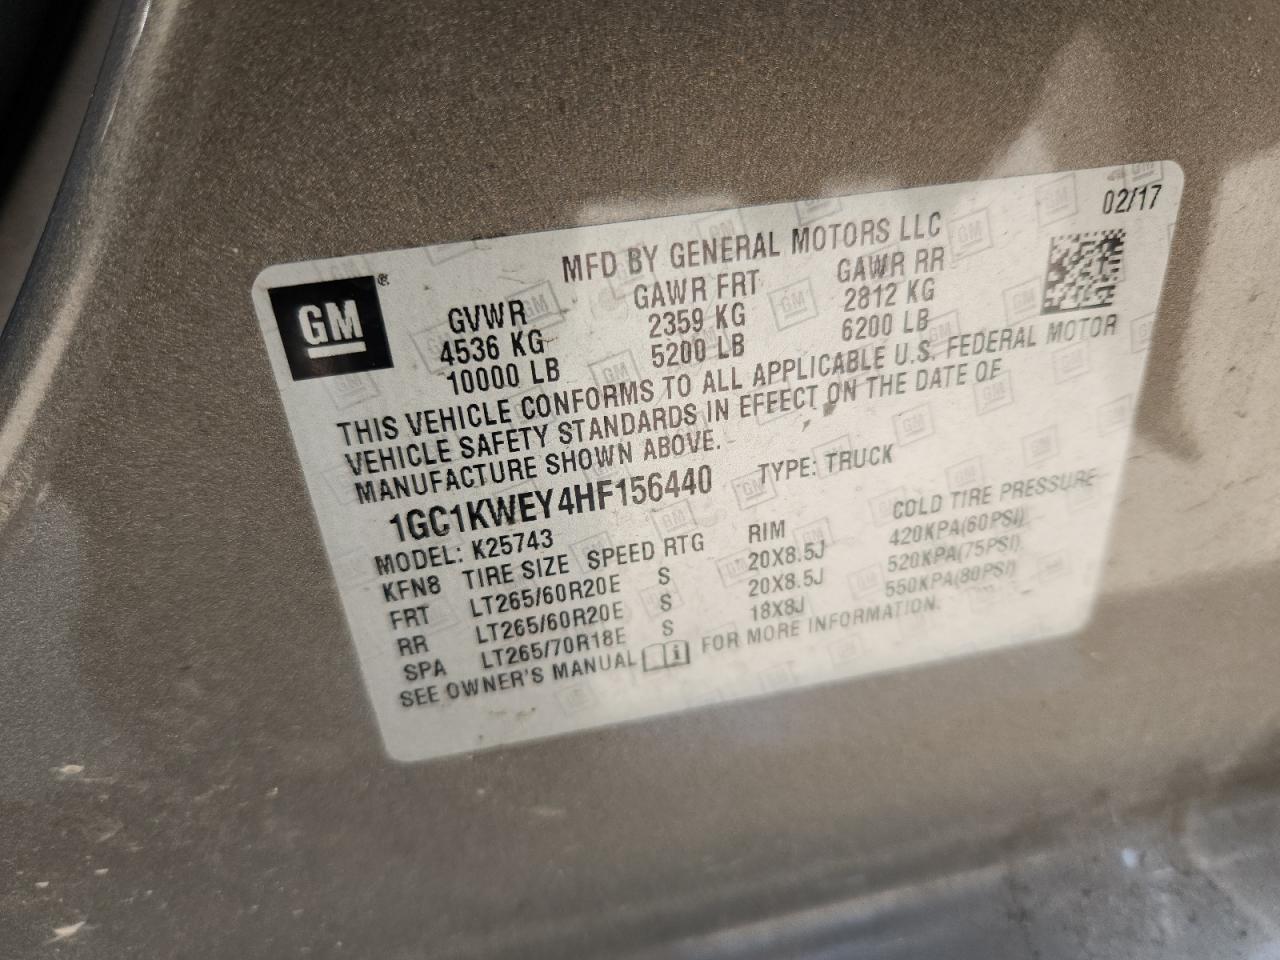 02/17
MFD BY GENERAL MOTORS LLC
GM®
GVWR GAWR FRT GAWR RR
4536 KG 2359 KG 2812 KG
10000 LB 5200 LB 6200 LB
THIS VEHICLE CONFORMS TO ALL APPLICABLE U.S. FEDERAL MOTOR
VEHICLE SAFETY STANDARDS IN EFFECT ON THE DATE OF
MANUFACTURE SHOWN ABOVE.
1GC1KWEY4HF156440 TYPE: TRUCK
MODEL: K25743
KFN8 TIRE SIZE SPEED RTG RIM COLD TIRE PRESSURE
FRT LT265/60R20E S 20X8.5J 420KPA(60PSI)
RR LT265/60R20E S 20X8.5J 520KPA(75PSI)
SPA LT265/70R18E S 18X8J 550KPA(80PSI)
SEE OWNER'S MANUAL FOR MORE INFORMATION.